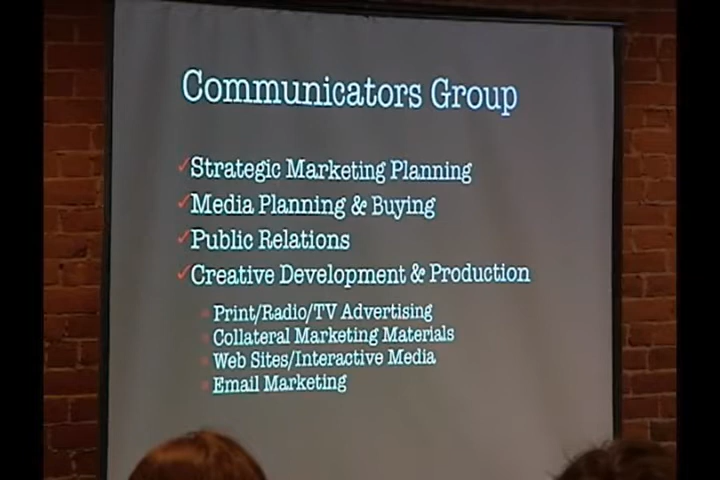 Communicators Group
Strategic Marketing Planning
Media Planning & Buying
Public Relations
Creative Development & Production
Print/Radio/TV Advertising
Collateral Marketing Materials
Web Sites/Interactive Media
Email Marketing